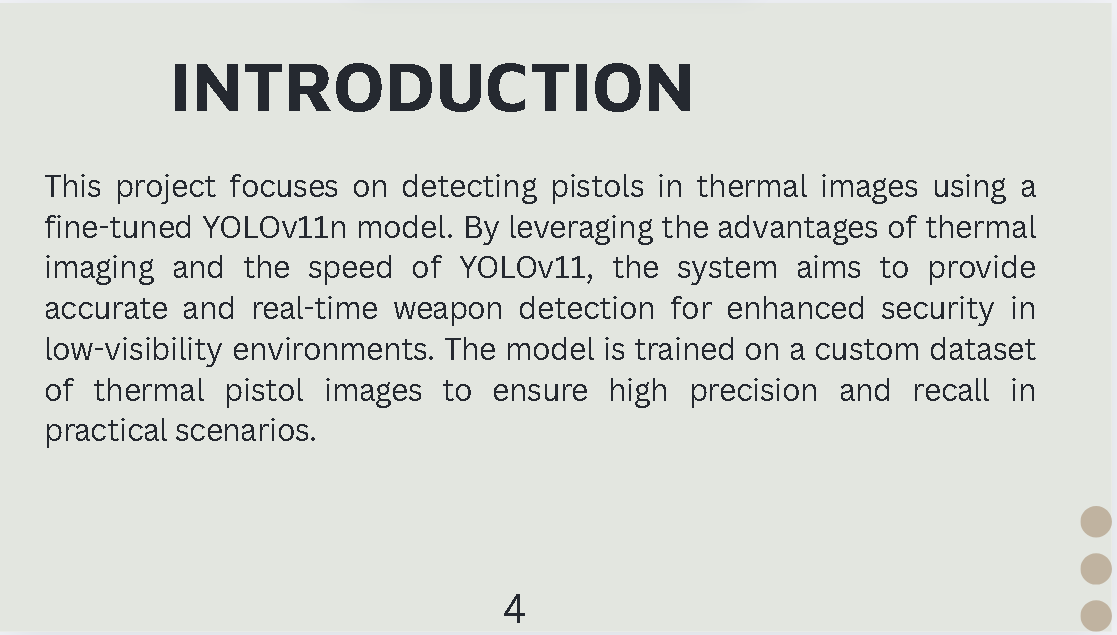 INTRODUCTION
This project focuses on detecting pistols in thermal images using a
fine-tuned YOLOv11n model. By leveraging the advantages of thermal
imaging and the speed of YOLOv11, the system aims to provide
accurate and real-time weapon detection for enhanced security in
low-visibility environments. The model is trained on a custom dataset
of thermal pistol images to ensure high precision and recall in
practical scenarios.
4